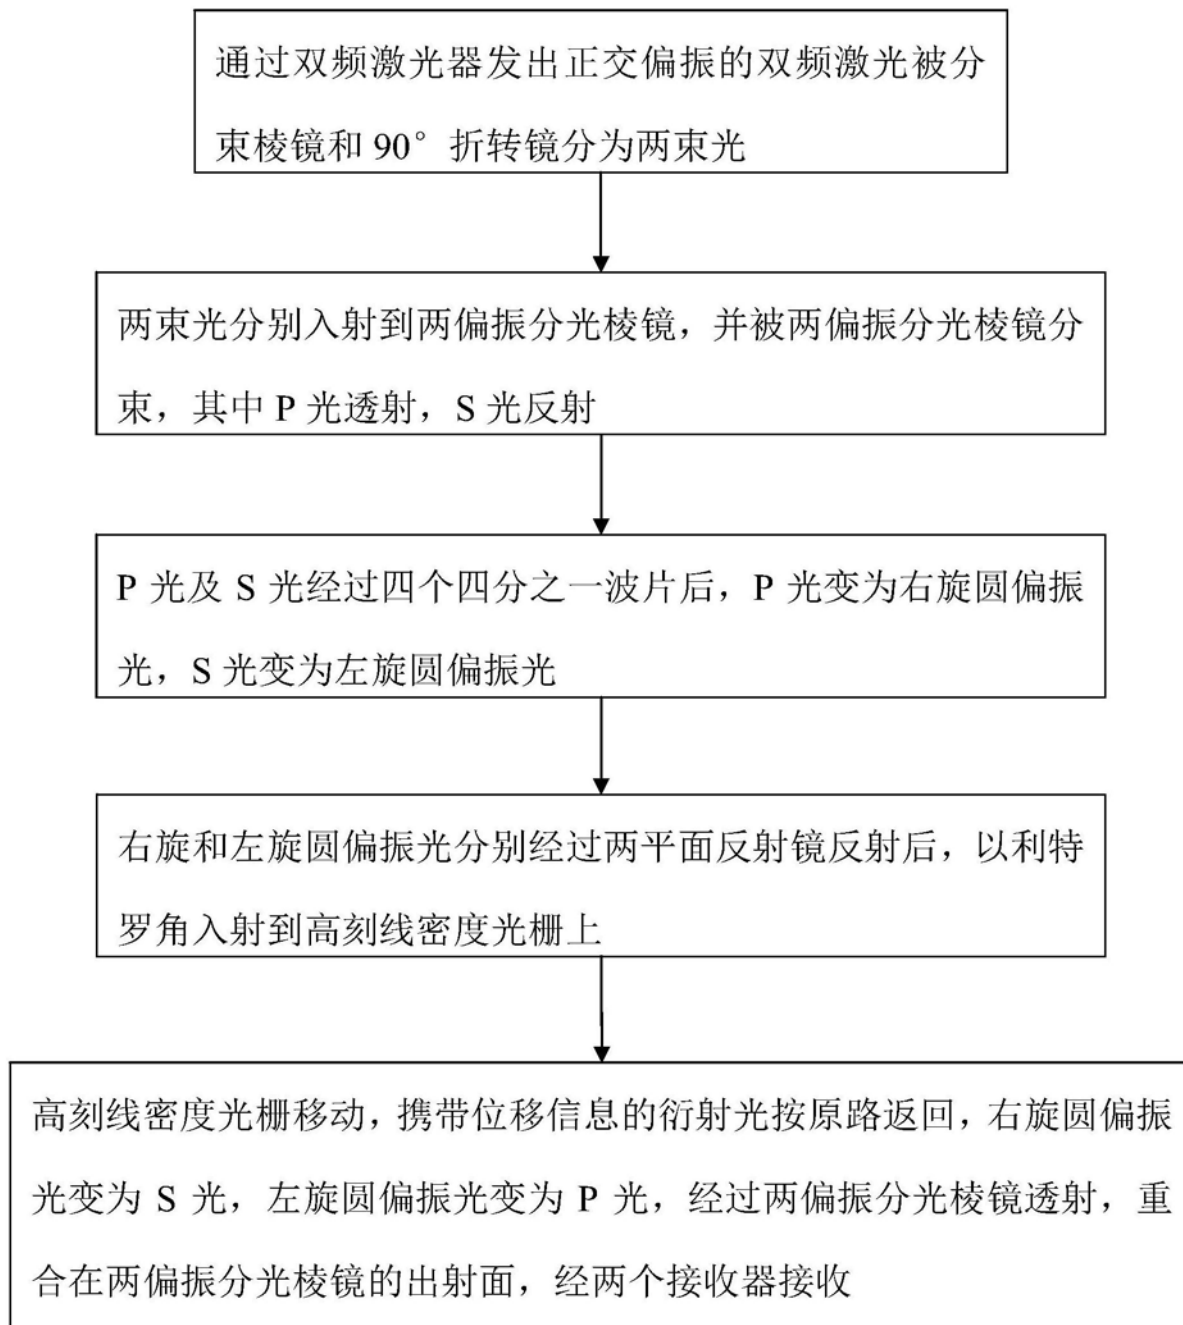 通过双频激光器发出正交偏振的双频激光被分
束棱镜和 90° 折转镜分为两束光
两束光分别入射到两偏振分光棱镜，并被两偏振分光棱镜分
束，其中 P 光透射，S 光反射
P 光及 S 光经过四个四分之一波片后，P 光变为右旋圆偏振
光，S 光变为左旋圆偏振光
右旋和左旋圆偏振光分别经过两平面反射镜反射后，以利特
罗角入射到高刻线密度光栅上
高刻线密度光栅移动，携带位移信息的衍射光按原路返回，右旋圆偏振
光变为 S 光，左旋圆偏振光变为 P 光，经过两偏振分光棱镜透射，重
合在两偏振分光棱镜的出射面，经两个接收器接收